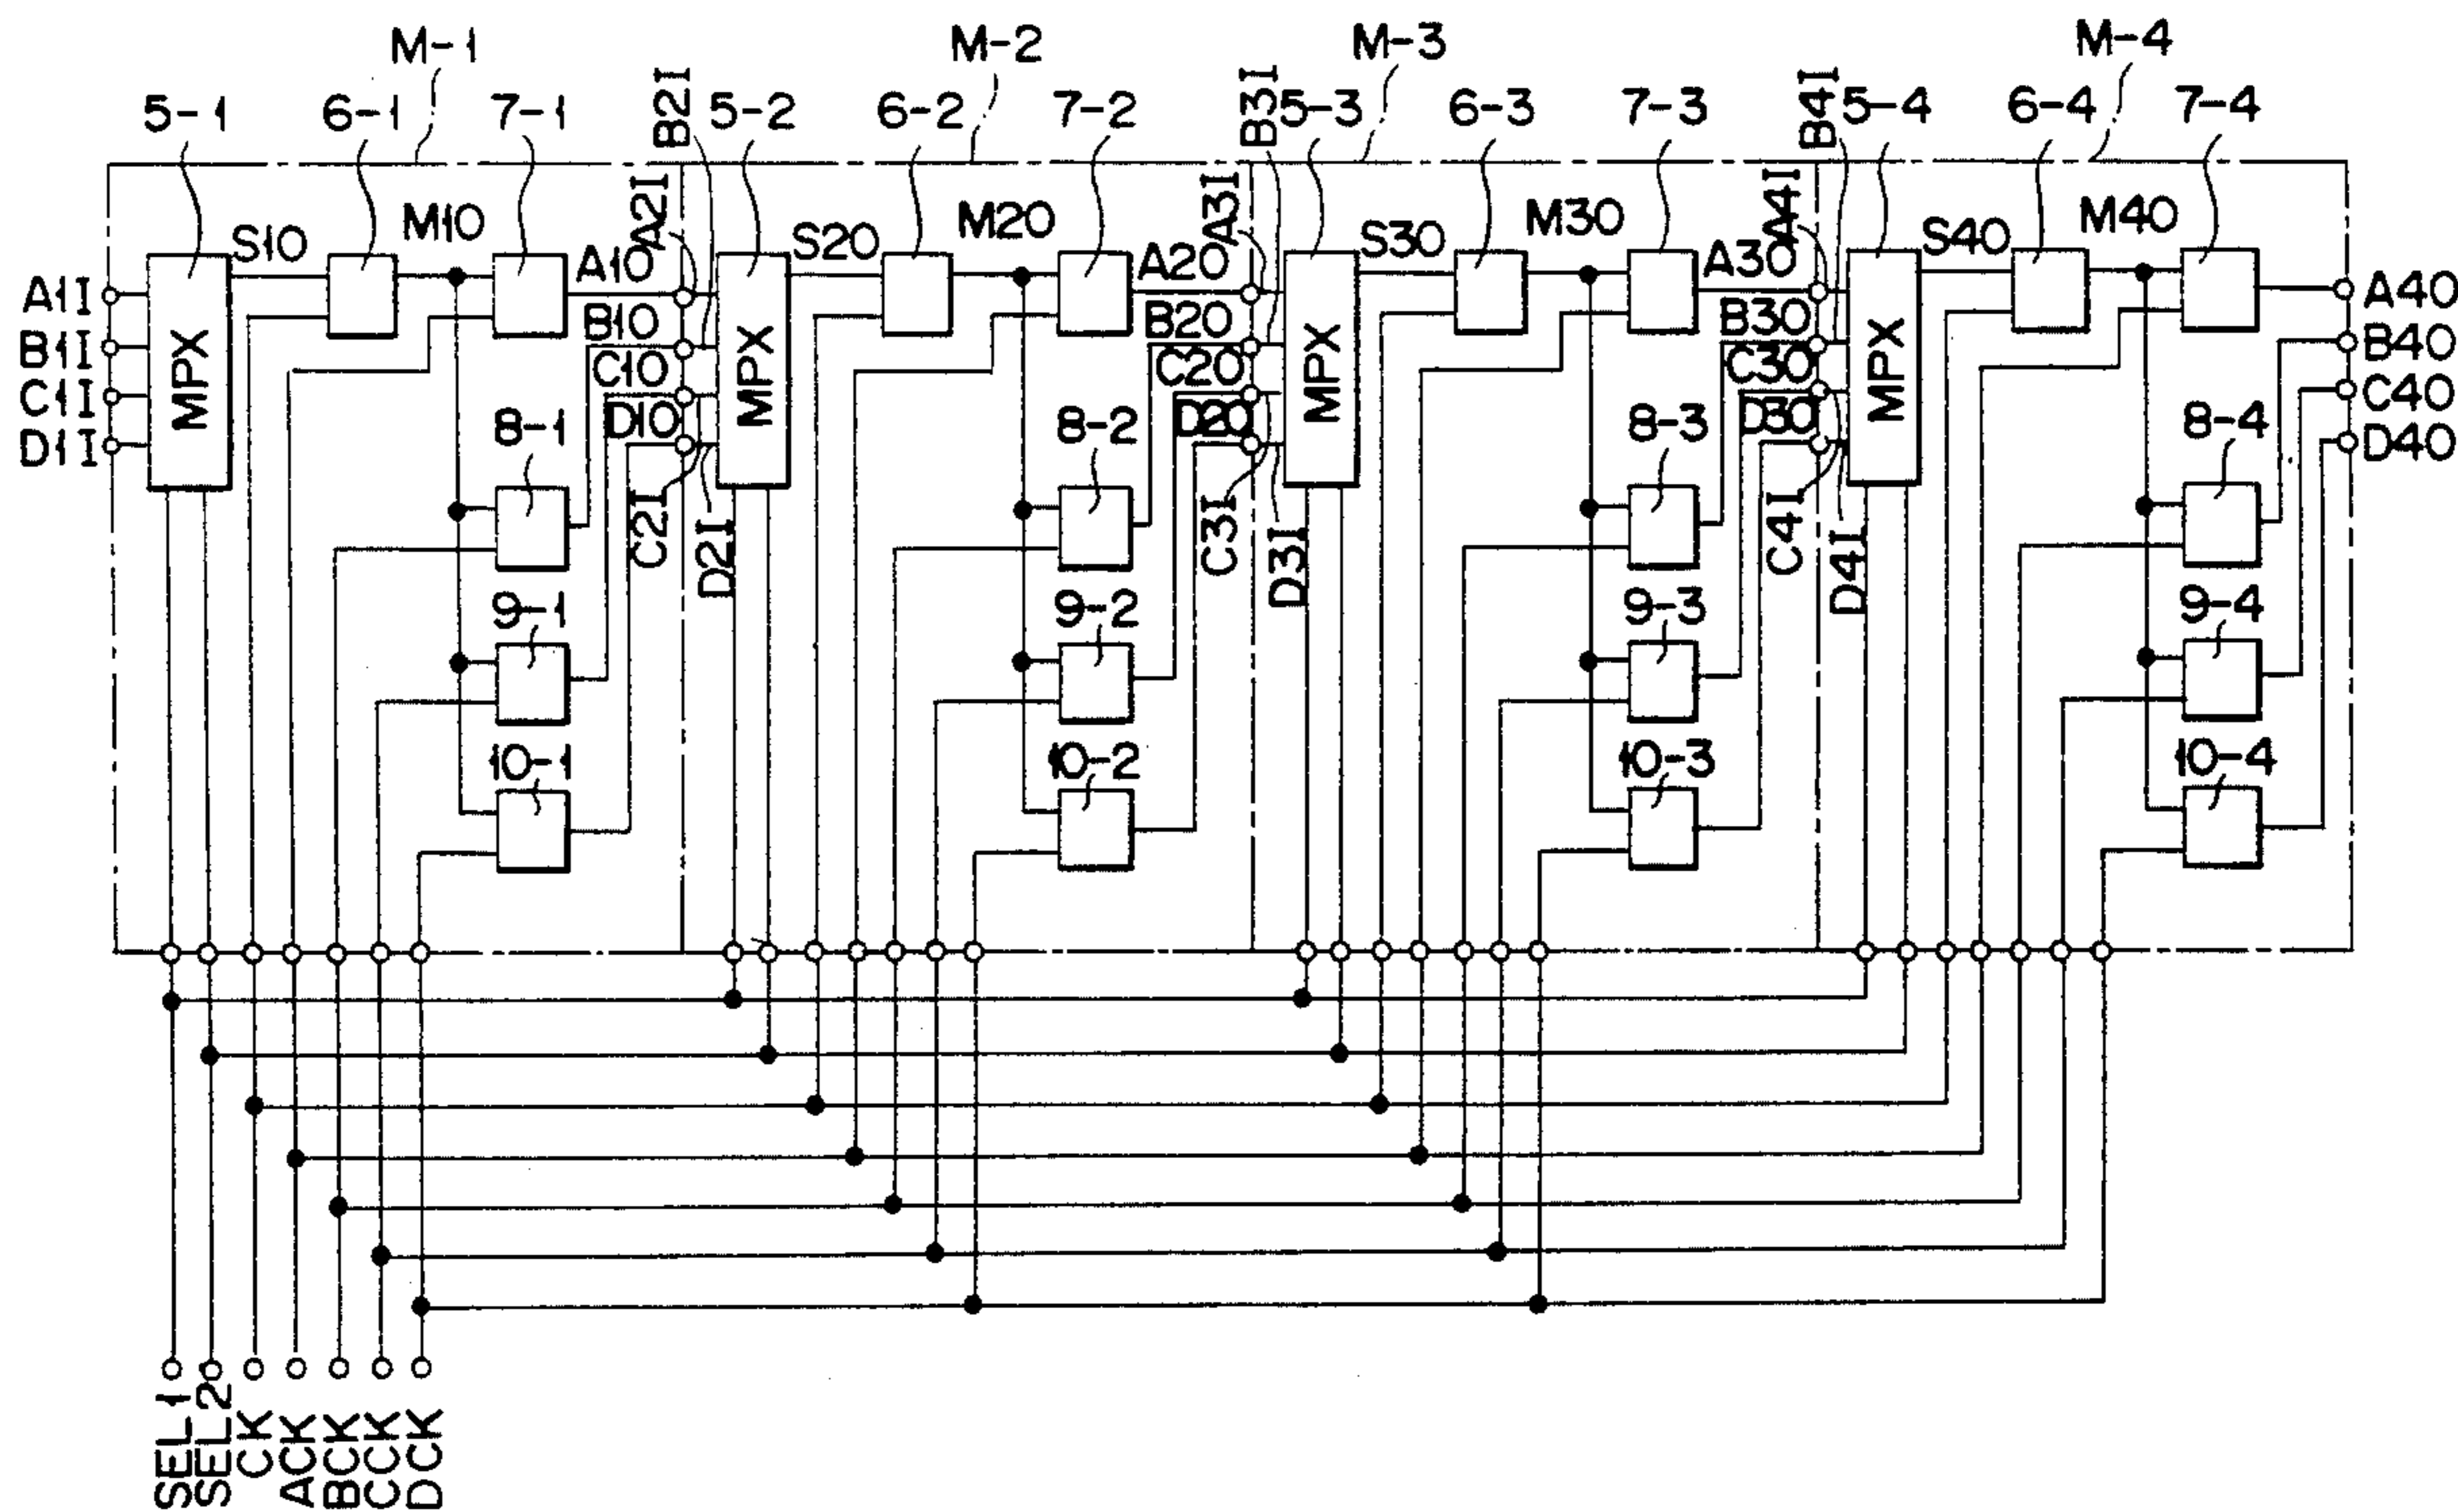 M-1
M-2
M-3
M-4
5-1
6-1
7-1
B2I
5-2
6-2
7-2
B3I
5-3
6-3
7-3
B4I
5-4
6-4
7-4
S10
M10
A10
A2I
S20
M20
A20
A3I
S30
M30
A30
A4I
S40
M40
A1I
B1I
C1I
D1I
MPX
B10
C10
D10
MPX
B20
C20
D20
MPX
B30
C30
D30
MPX
A40
B40
C40
D40
8-1
C2I
D2I
8-2
C3I
D3I
8-3
C4I
D4I
8-4
9-1
9-2
9-3
9-4
10-1
10-2
10-3
10-4
SEL1
SEL2
CK
ACK
BCK
CCK
DCK